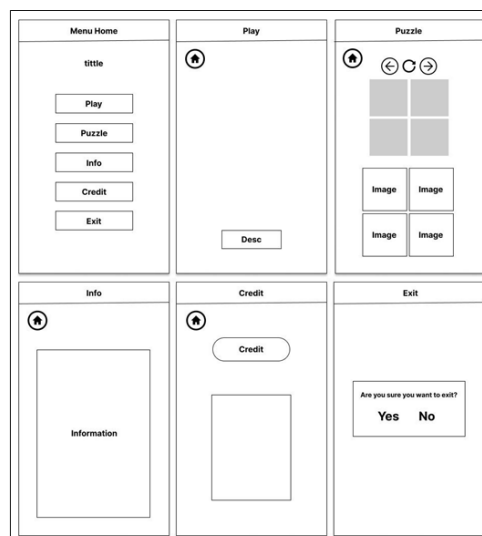 Menu Home
tittle
Play
Puzzle
Info
Credit
Exit
Play
Desc
Puzzle
Image Image
Image Image
Info
Information
Credit
Credit
Exit
Are you sure you want to exit?
Yes No